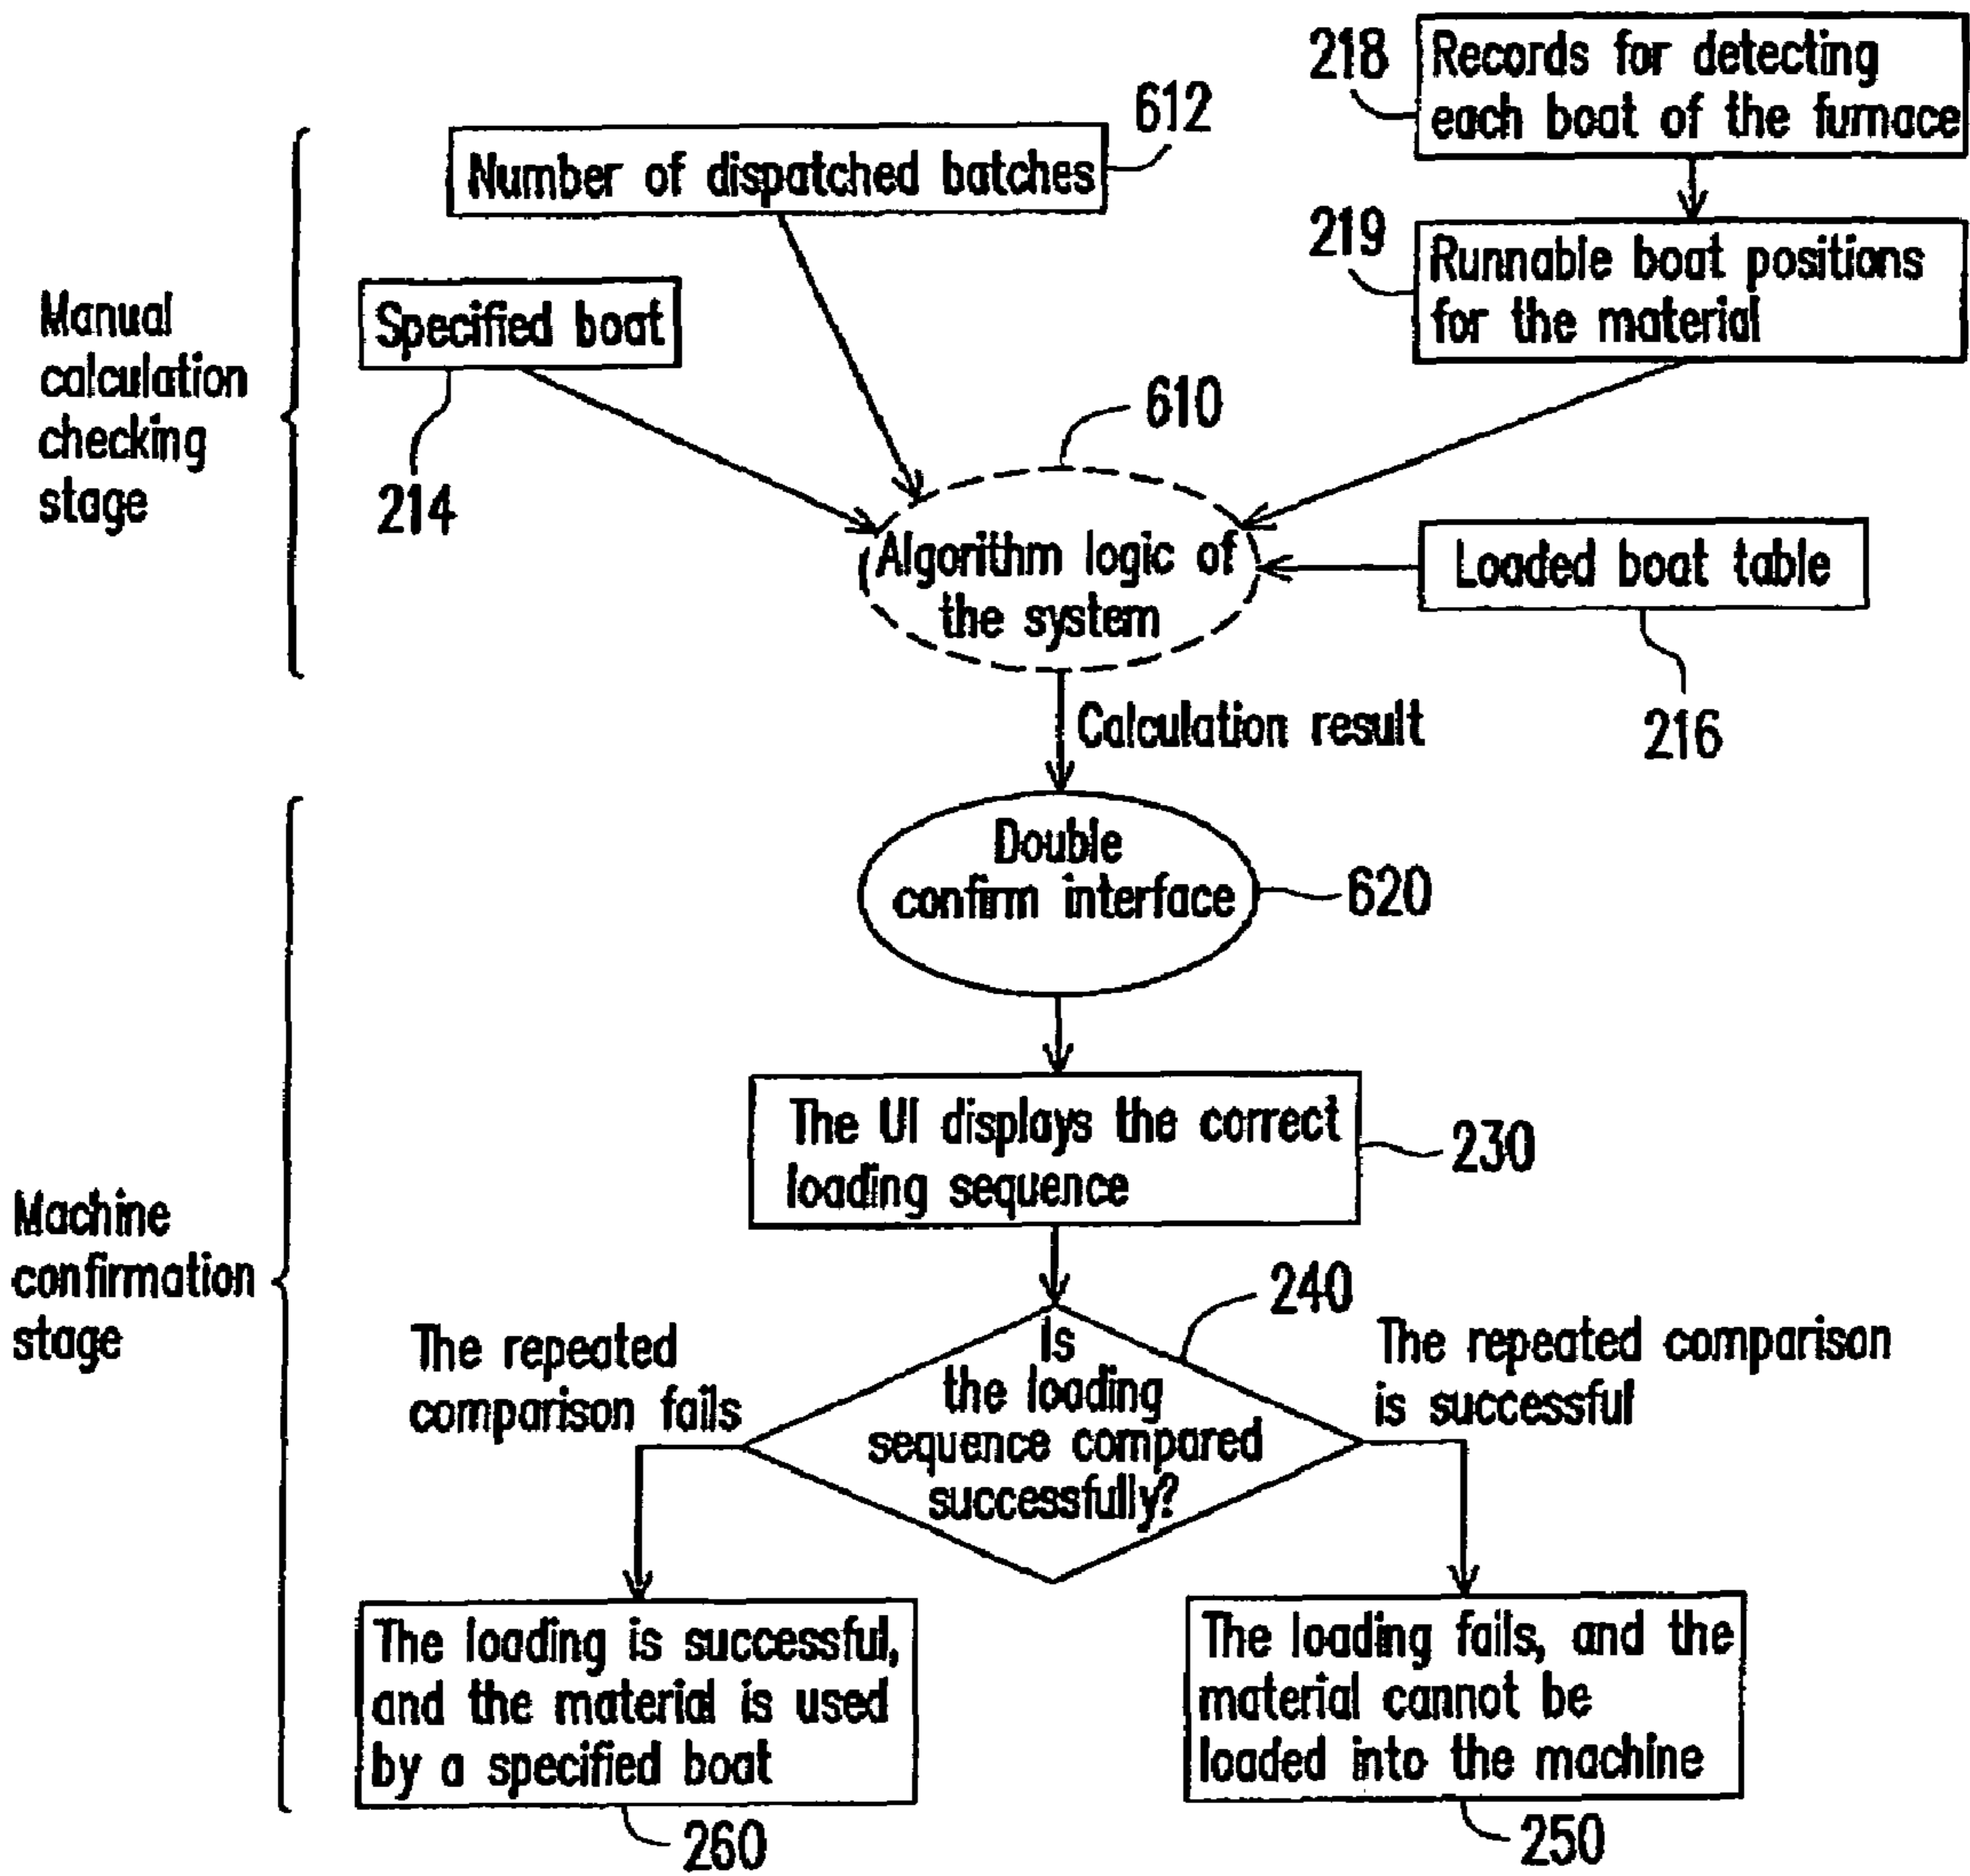 218
Records for detecting
each boat of the furnace
612
Number of dispatched batches
219
Runnable boat positions
for the material
Manual
calculation
checking
stage
Specified boat
214
610
Algorithm logic of
the system
Loaded boat table
216
Calculation result
Double
confirm interface
620
The UI displays the correct
loading sequence
230
Machine
confirmation
stage
240
Is
the loading
sequence compared
successfully?
The repeated
comparison fails
The repeated comparison
is successful
The loading is successful,
and the material is used
by a specified boat
260
The loading fails, and the
material cannot be
loaded into the machine
250